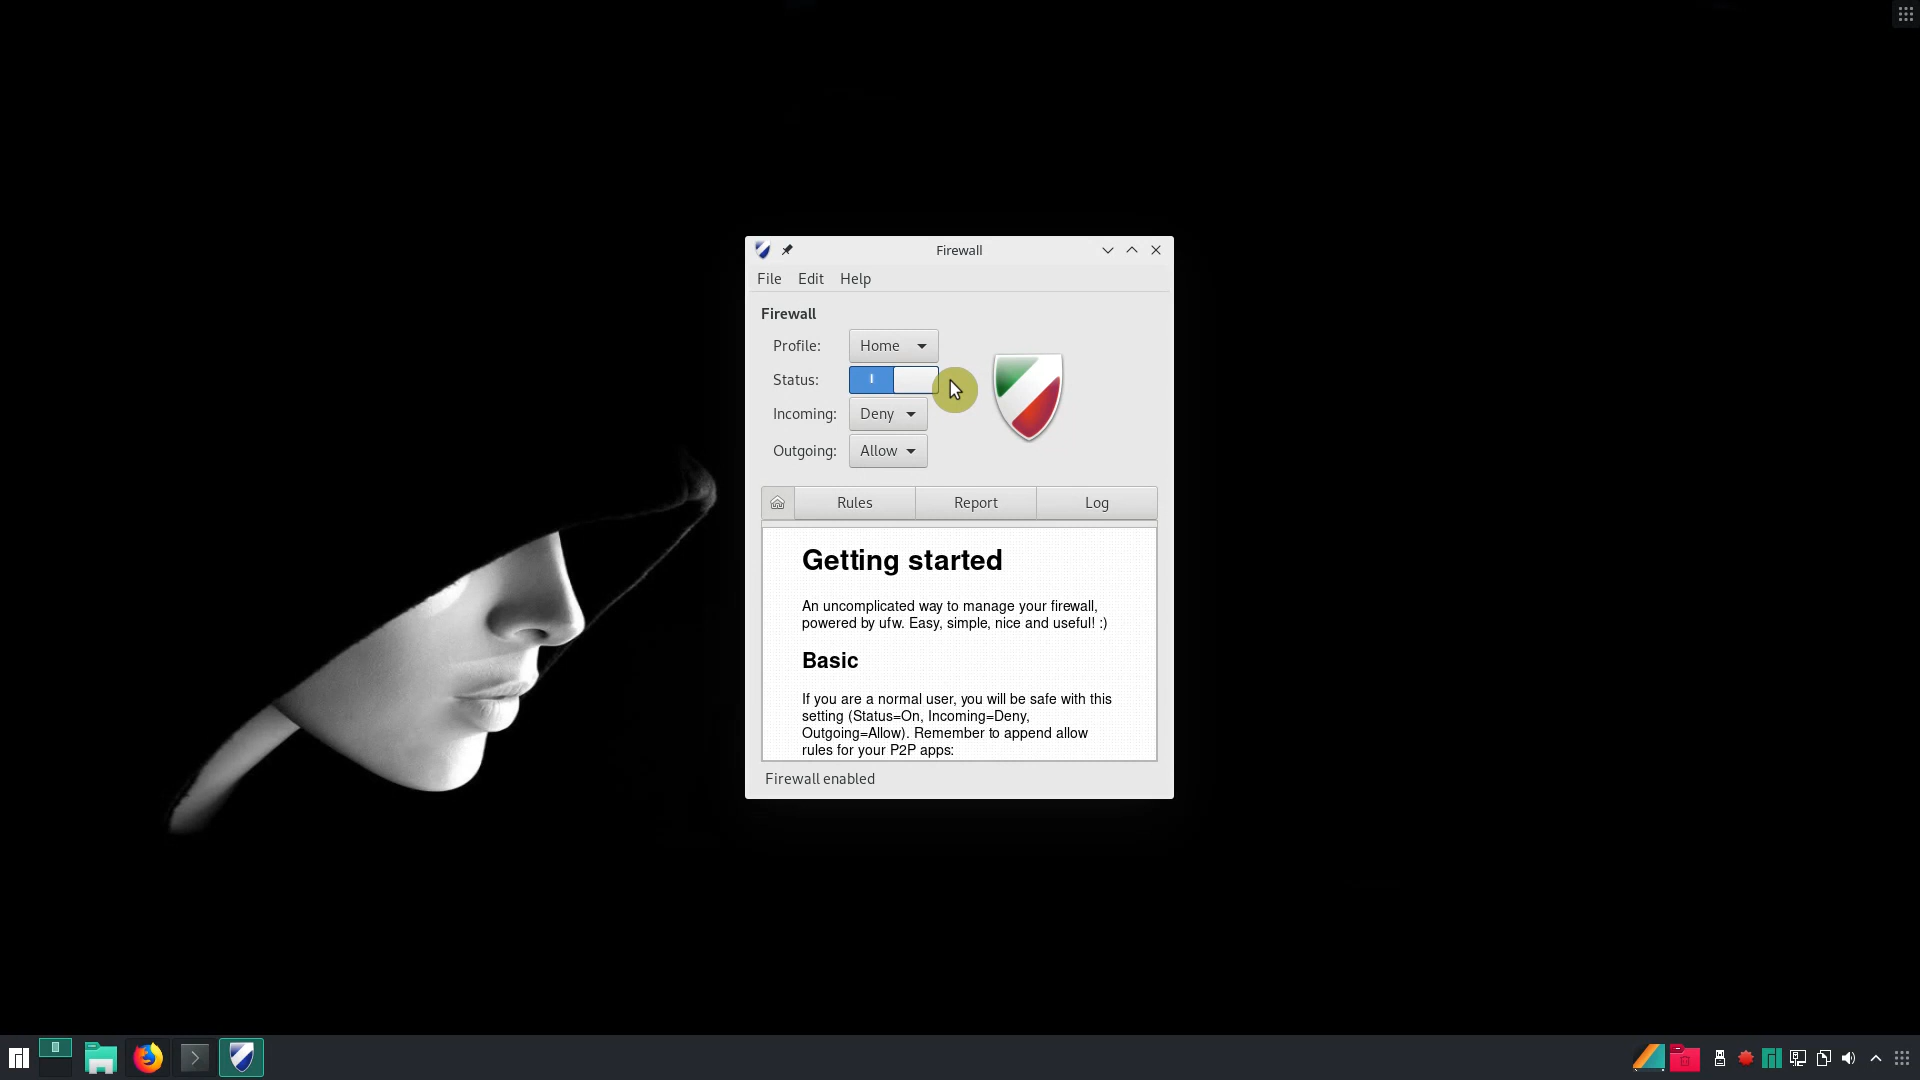 Firewall
File Edit Help
Firewall
Profile: Home
Status:
Incoming: Deny
Outgoing: Allow
Rules Report Log
Getting started
An uncomplicated way to manage your firewall,
powered by ufw. Easy, simple, nice and useful! :)
Basic
If you are a normal user, you will be safe with this
setting (Status=On, Incoming=Deny,
Outgoing=Allow). Remember to append allow
rules for your P2P apps:
Firewall enabled